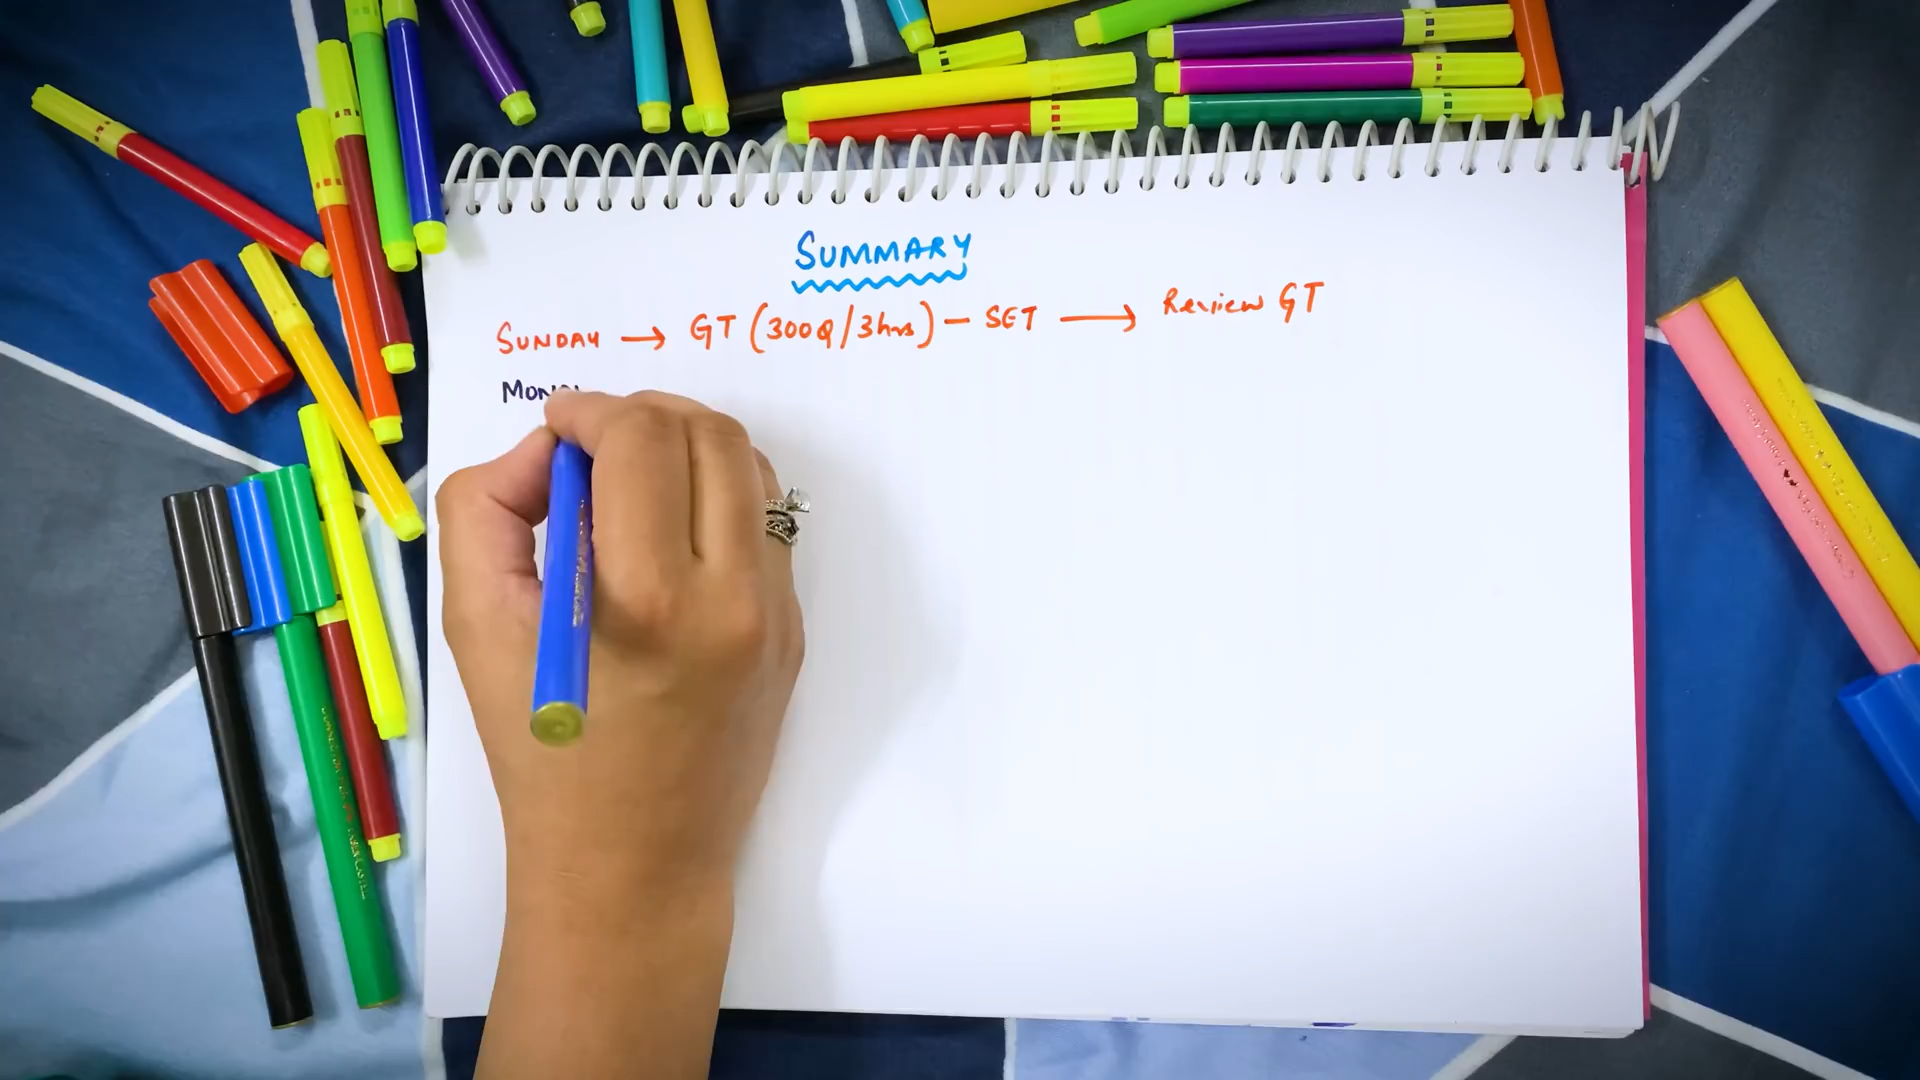 SUMMARY
SUNDAY → GT (300Q/3hrs) – SET → Review GT